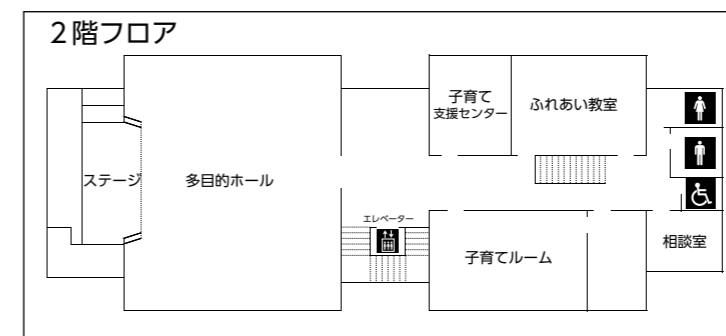 2階フロア
子育て
支援センター
ふれあい教室
ステージ
多目的ホール
エレベーター
子育てルーム
相談室